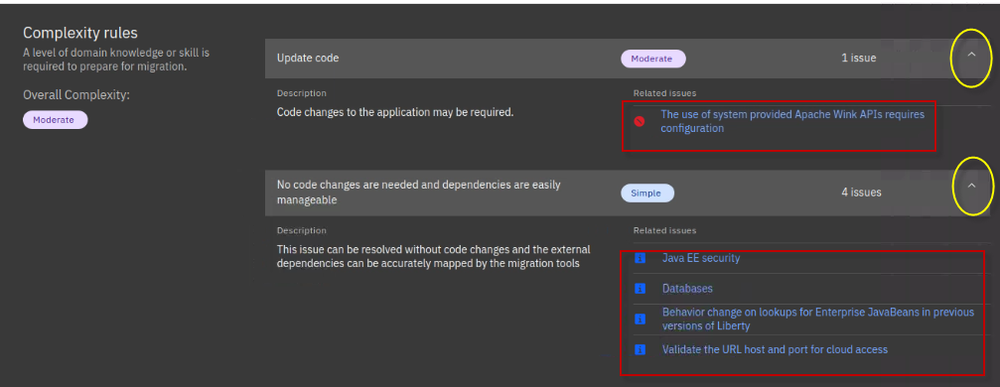 Complexity rules
A level of domain knowledge or skill is
required to prepare for migration.
Overall Complexity:
Moderate
Update code
Moderate
1 issue
Description
Code changes to the application may be required.
Related issues
The use of system provided Apache Wink APIs requires
configuration
No code changes are needed and dependencies are easily
manageable
Simple
4 issues
Description
This issue can be resolved without code changes and the external
dependencies can be accurately mapped by the migration tools
Related issues
Java EE security
Databases
Behavior change on lookups for Enterprise JavaBeans in previous
versions of Liberty
Validate the URL host and port for cloud access